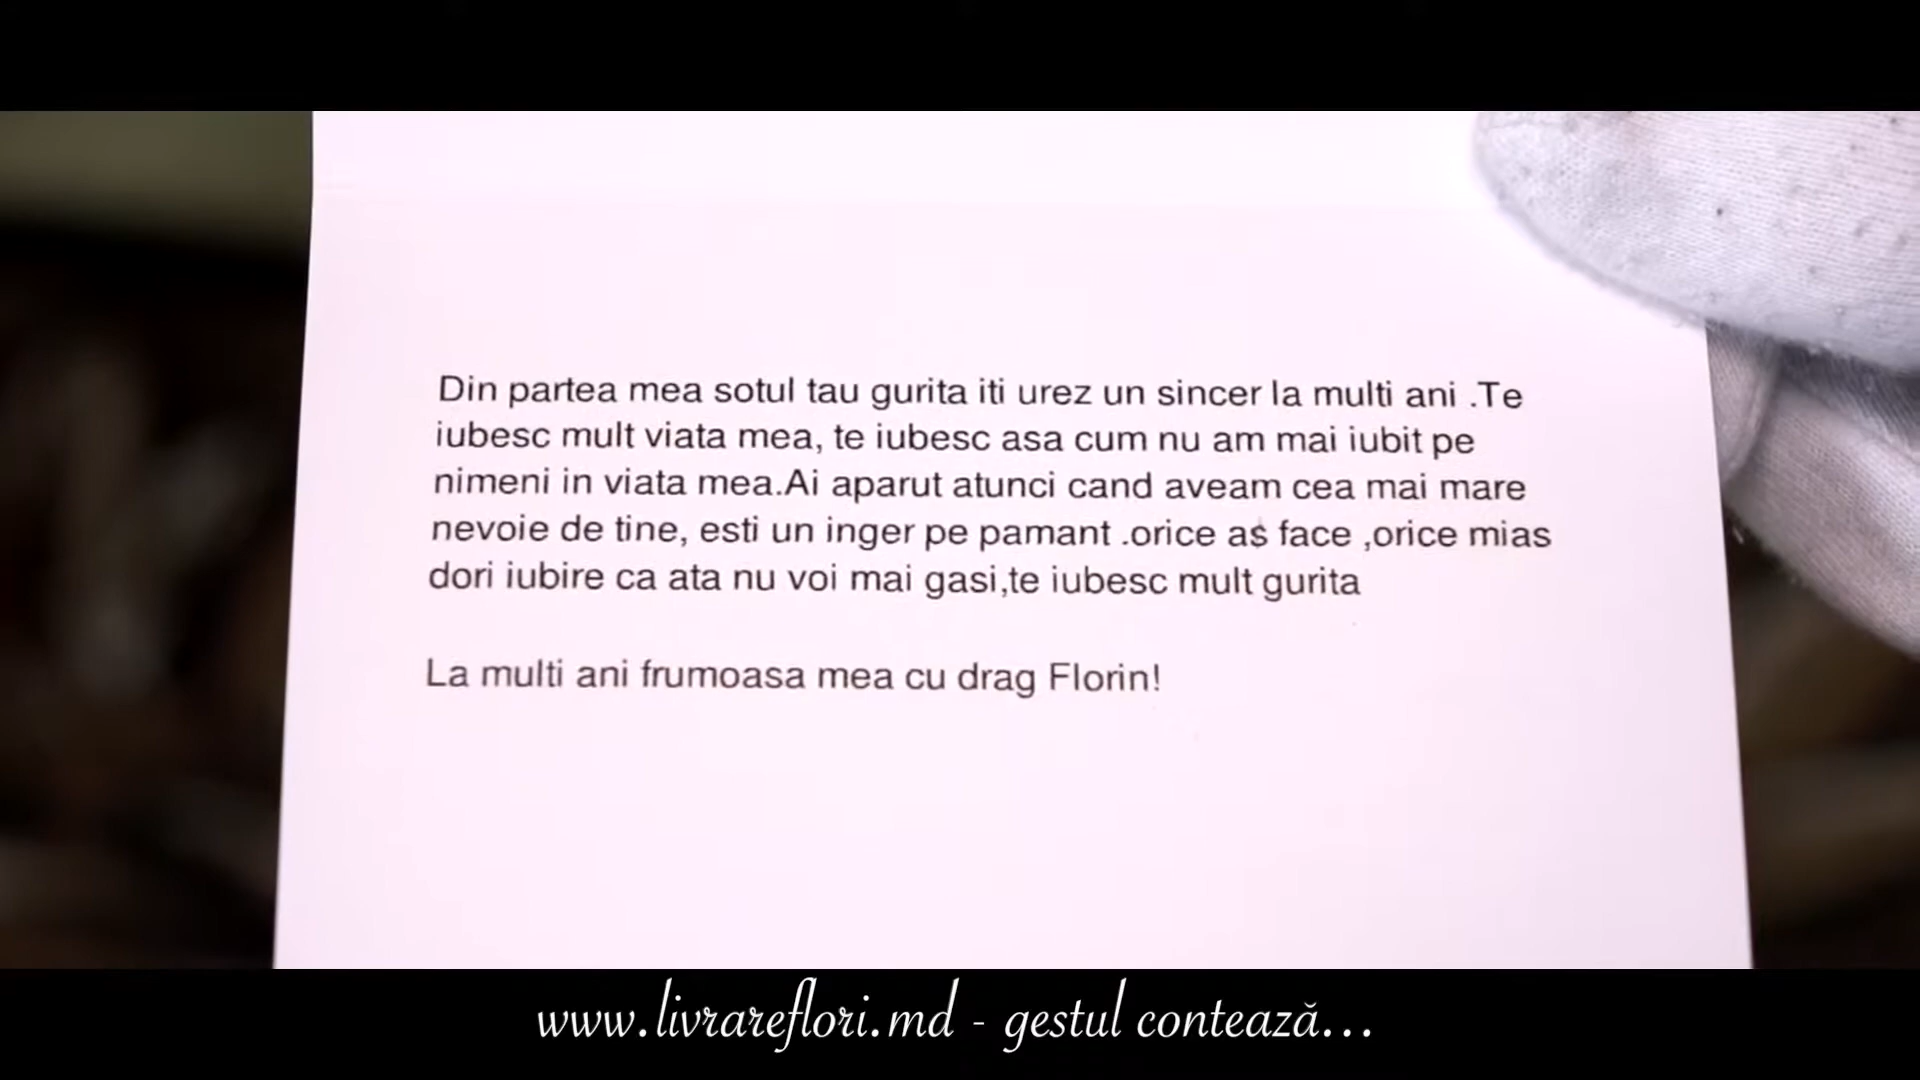 Din partea mea sotul tau gurita iti urez un sincer la multi ani .Te
iubesc mult viata mea, te iubesc asa cum nu am mai iubit pe
nimeni in viata mea.Ai aparut atunci cand aveam cea mai mare
nevoie de tine, esti un inger pe pamant .orice as face ,orice mias
dori iubire ca ata nu voi mai gasi,te iubesc mult gurita
La multi ani frumoasa mea cu drag Florin!
www.livrareflori.md - gestul contează...